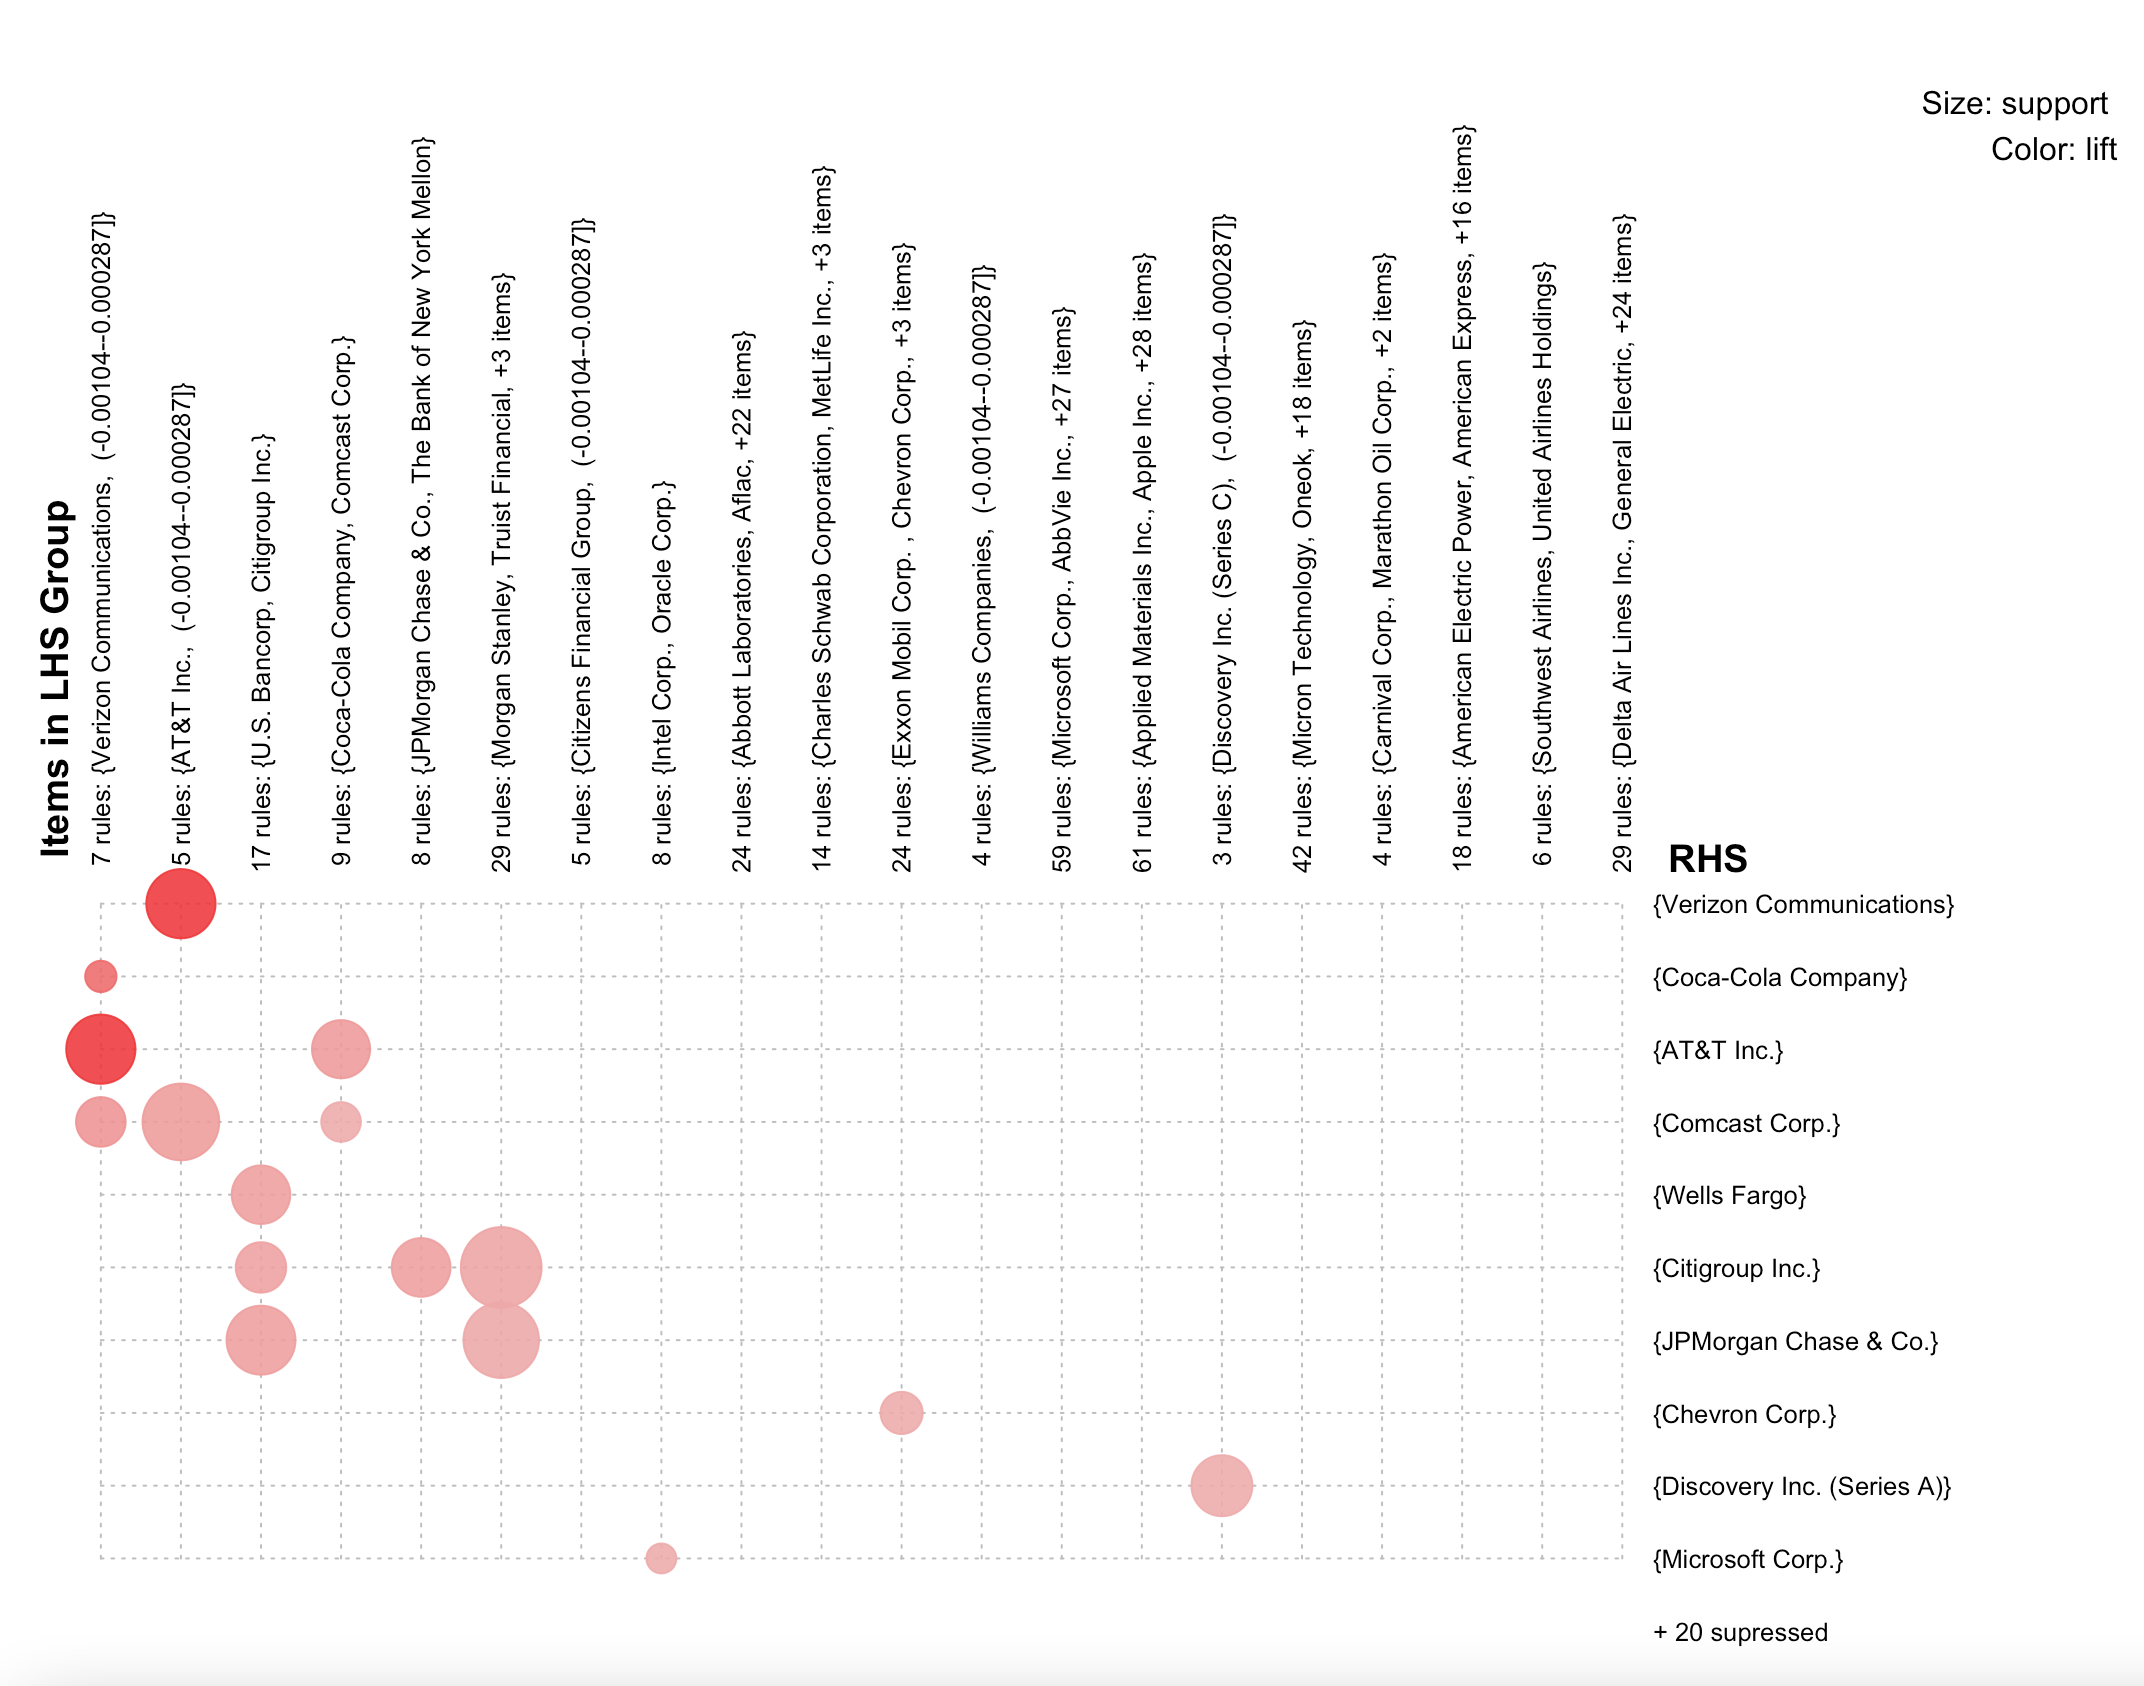 Size: support
Color: lift
Items in LHS Group
7 rules: {Verizon Communications,  (-0.00104--0.000287]}
5 rules: {AT&T Inc.,  (-0.00104--0.000287]}
17 rules: {U.S. Bancorp, Citigroup Inc.}
9 rules: {Coca-Cola Company, Comcast Corp.}
8 rules: {JPMorgan Chase & Co., The Bank of New York Mellon}
29 rules: {Morgan Stanley, Truist Financial, +3 items}
5 rules: {Citizens Financial Group,  (-0.00104--0.000287]}
8 rules: {Intel Corp., Oracle Corp.}
24 rules: {Abbott Laboratories, Aflac, +22 items}
14 rules: {Charles Schwab Corporation, MetLife Inc., +3 items}
24 rules: {Exxon Mobil Corp. , Chevron Corp., +3 items}
4 rules: {Williams Companies,  (-0.00104--0.000287]}
59 rules: {Microsoft Corp., AbbVie Inc., +27 items}
61 rules: {Applied Materials Inc., Apple Inc., +28 items}
3 rules: {Discovery Inc. (Series C),  (-0.00104--0.000287]}
42 rules: {Micron Technology, Oneok, +18 items}
4 rules: {Carnival Corp., Marathon Oil Corp., +2 items}
18 rules: {American Electric Power, American Express, +16 items}
6 rules: {Southwest Airlines, United Airlines Holdings}
29 rules: {Delta Air Lines Inc., General Electric, +24 items}
RHS
{Verizon Communications}
{Coca-Cola Company}
{AT&T Inc.}
{Comcast Corp.}
{Wells Fargo}
{Citigroup Inc.}
{JPMorgan Chase & Co.}
{Chevron Corp.}
{Discovery Inc. (Series A)}
{Microsoft Corp.}
+ 20 supressed